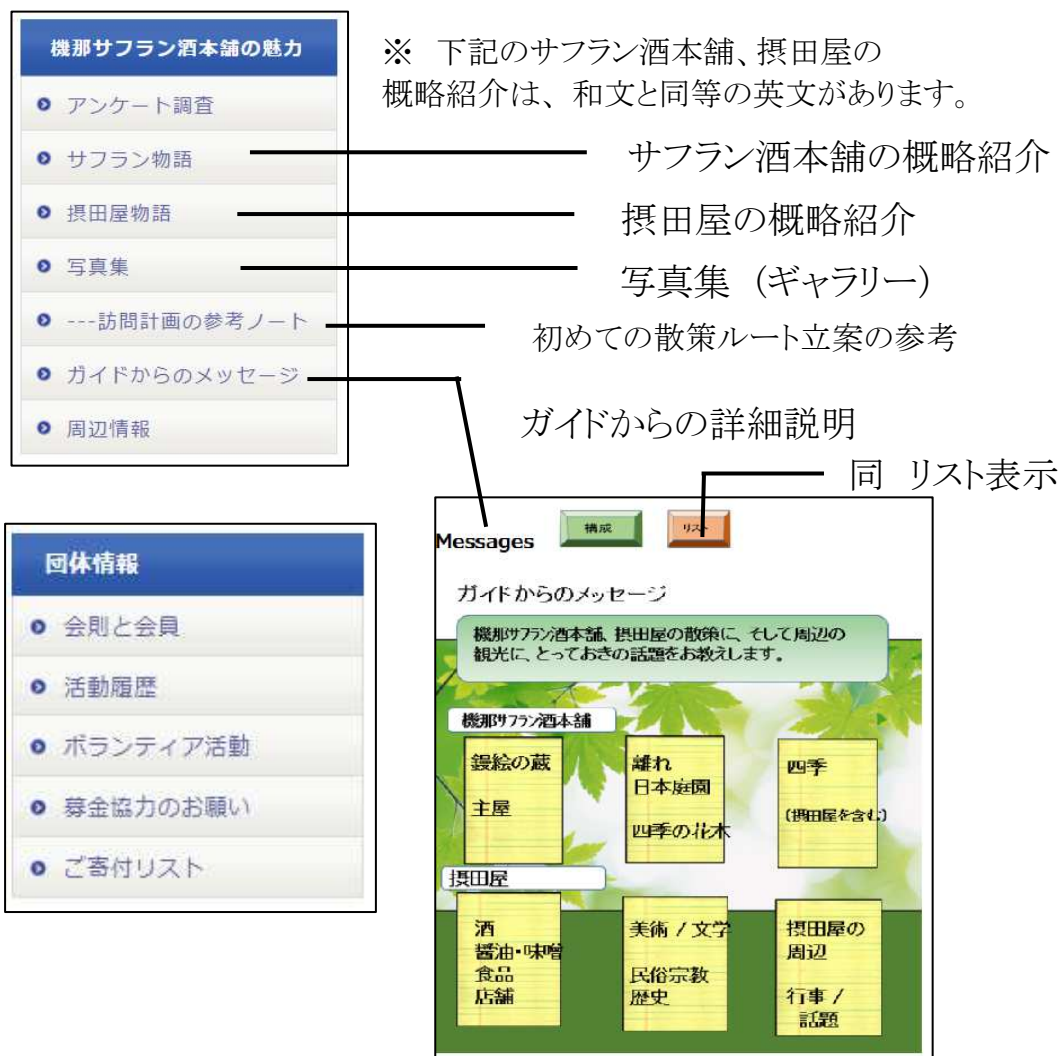 機那サフラン酒本舗の魅力
アンケート調査
サフラン物語
摂田屋物語
写真集
---訪問計画の参考ノート
ガイドからのメッセージ
周辺情報
※ 下記のサフラン酒本舗、摂田屋の
概略紹介は、和文と同等の英文があります。
サフラン酒本舗の概略紹介
摂田屋の概略紹介
写真集 (ギャラリー)
初めての散策ルート立案の参考
ガイドからの詳細説明
同 リスト表示
団体情報
会則と会員
活動履歴
ボランティア活動
募金協力のお願い
ご寄付リスト
Messages
構成
リスト
ガイドからのメッセージ
機那サフラン酒本舗、摂田屋の散策に、そして周辺の
観光に、とっておきの話題をお教えします。
機那サフラン酒本舗
鏝絵の蔵
主屋
離れ
日本庭園
四季の花木
四季
(摂田屋を含む)
摂田屋
酒
醤油・味噌
食品
店舗
美術 / 文学
民俗宗教
歴史
摂田屋の
周辺
行事 /
話題